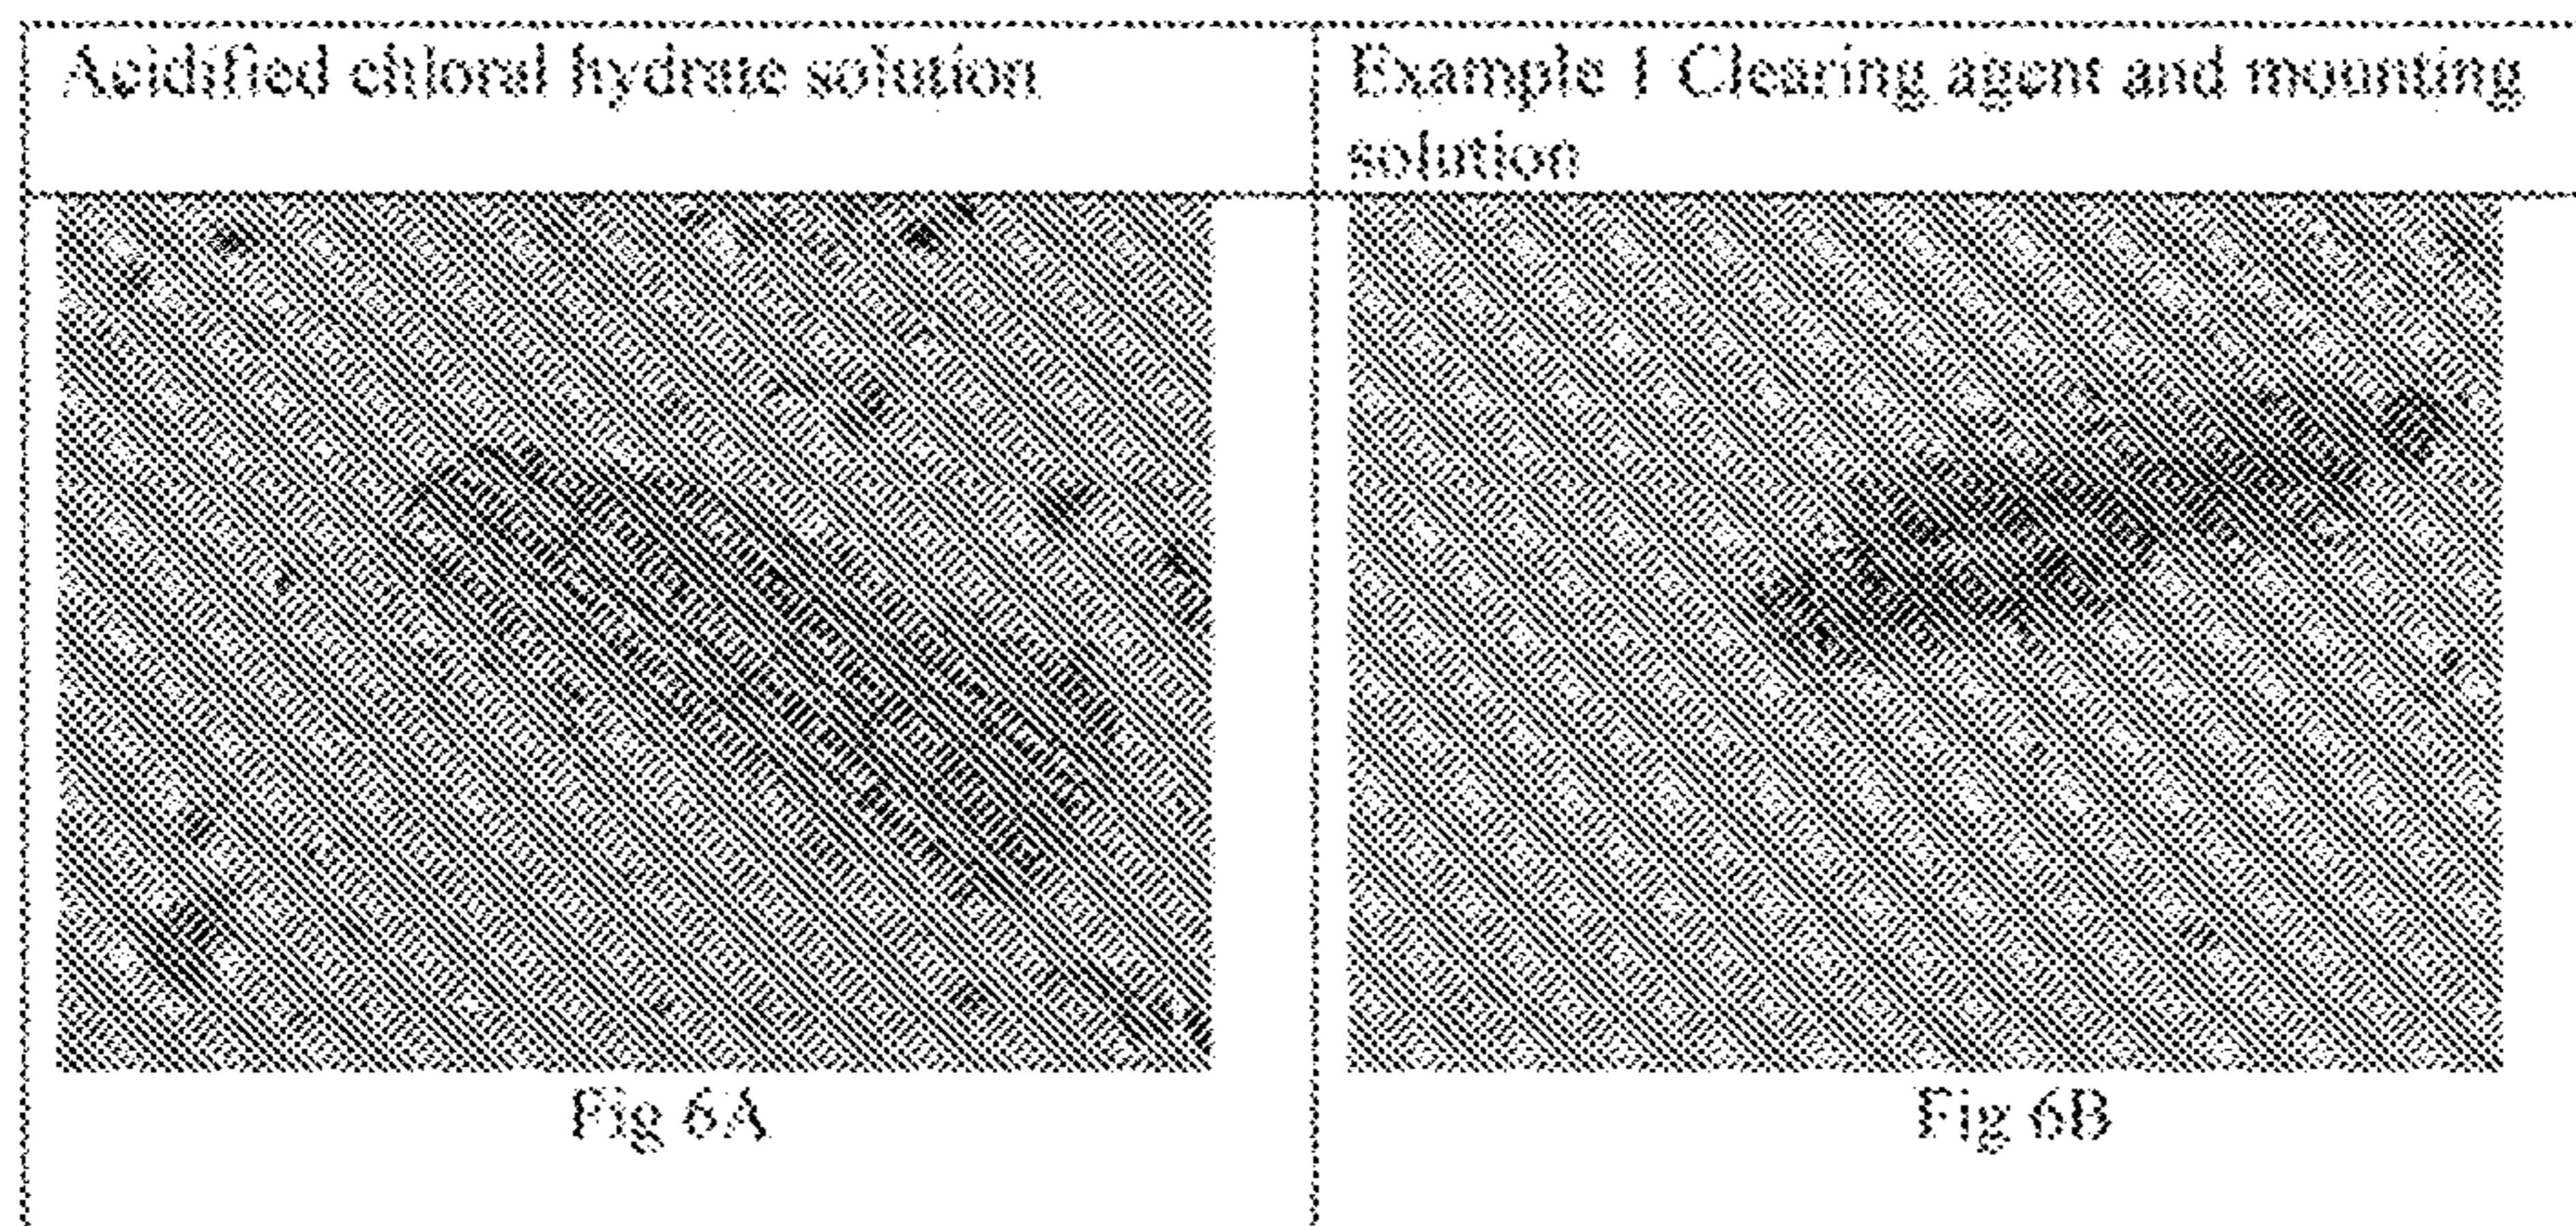 Acidified chloral hydrate solution
Example 1 Clearing agent and mounting
solution
Fig 6A
Fig 6B